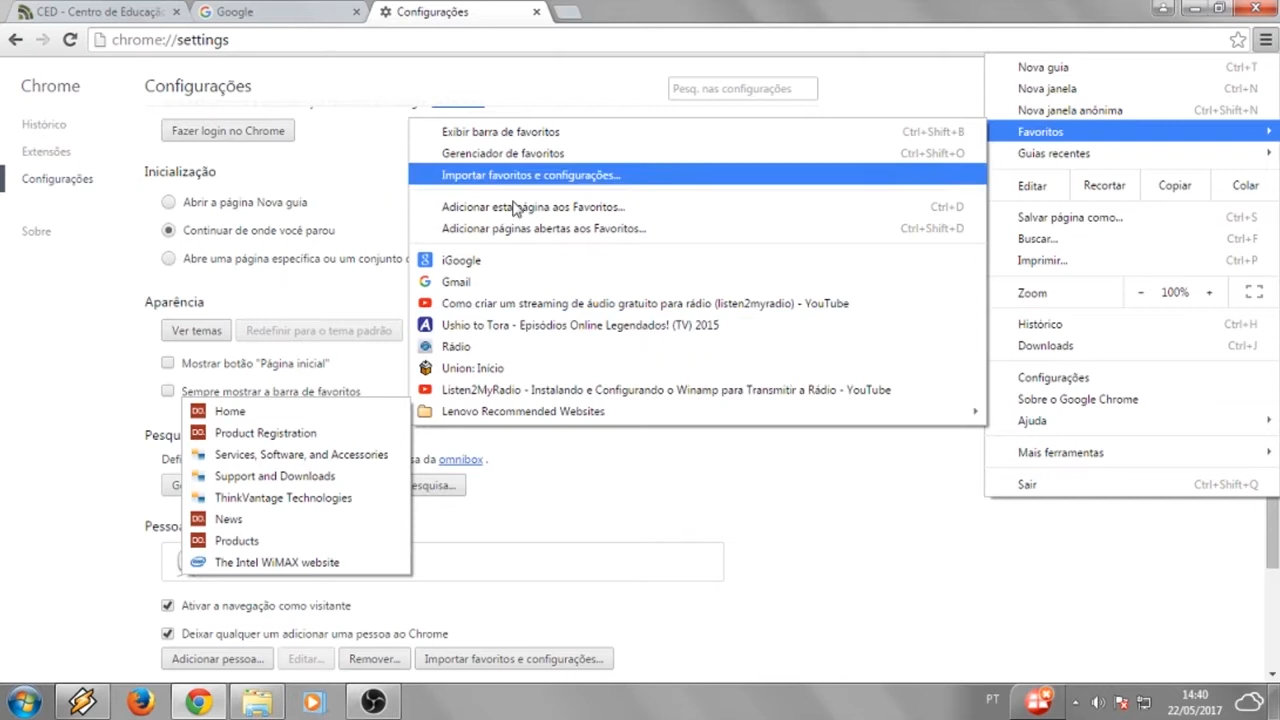 CED - Centro de Educaçã
Google
Configurações
chrome://settings
Chrome
Histórico
Extensões
Configurações
Sobre
Configurações
Pesq. nas configurações
Fazer login no Chrome
Inicialização
Abrir a página Nova guia
Continuar de onde você parou
Abre uma página específica ou um conjunto d
Aparência
Ver temas
Redefinir para o tema padrão
Mostrar botão "Página inicial"
Sempre mostrar a barra de favoritos
Pesqu
Defi
sa da omnibox .
Go
esquisa...
Pessoa
Ativar a navegação como visitante
Deixar qualquer um adicionar uma pessoa ao Chrome
Adicionar pessoa...
Editar...
Remover...
Importar favoritos e configurações...
Home
Product Registration
Services, Software, and Accessories
Support and Downloads
ThinkVantage Technologies
News
Products
The Intel WiMAX website
Exibir barra de favoritos Ctrl+Shift+B
Gerenciador de favoritos Ctrl+Shift+O
Importar favoritos e configurações...
Adicionar esta página aos Favoritos... Ctrl+D
Adicionar páginas abertas aos Favoritos... Ctrl+Shift+D
iGoogle
Gmail
Como criar um streaming de áudio gratuito para rádio (listen2myradio) - YouTube
Ushio to Tora - Episódios Online Legendados! (TV) 2015
Rádio
Union: Início
Listen2MyRadio - Instalando e Configurando o Winamp para Transmitir a Rádio - YouTube
Lenovo Recommended Websites
Nova guia Ctrl+T
Nova janela Ctrl+N
Nova janela anônima Ctrl+Shift+N
Favoritos
Guias recentes
Editar Recortar Copiar Colar
Salvar página como... Ctrl+S
Buscar... Ctrl+F
Imprimir... Ctrl+P
Zoom - 100% +
Histórico Ctrl+H
Downloads Ctrl+J
Configurações
Sobre o Google Chrome
Ajuda
Mais ferramentas
Sair Ctrl+Shift+Q
PT
14:40
22/05/2017